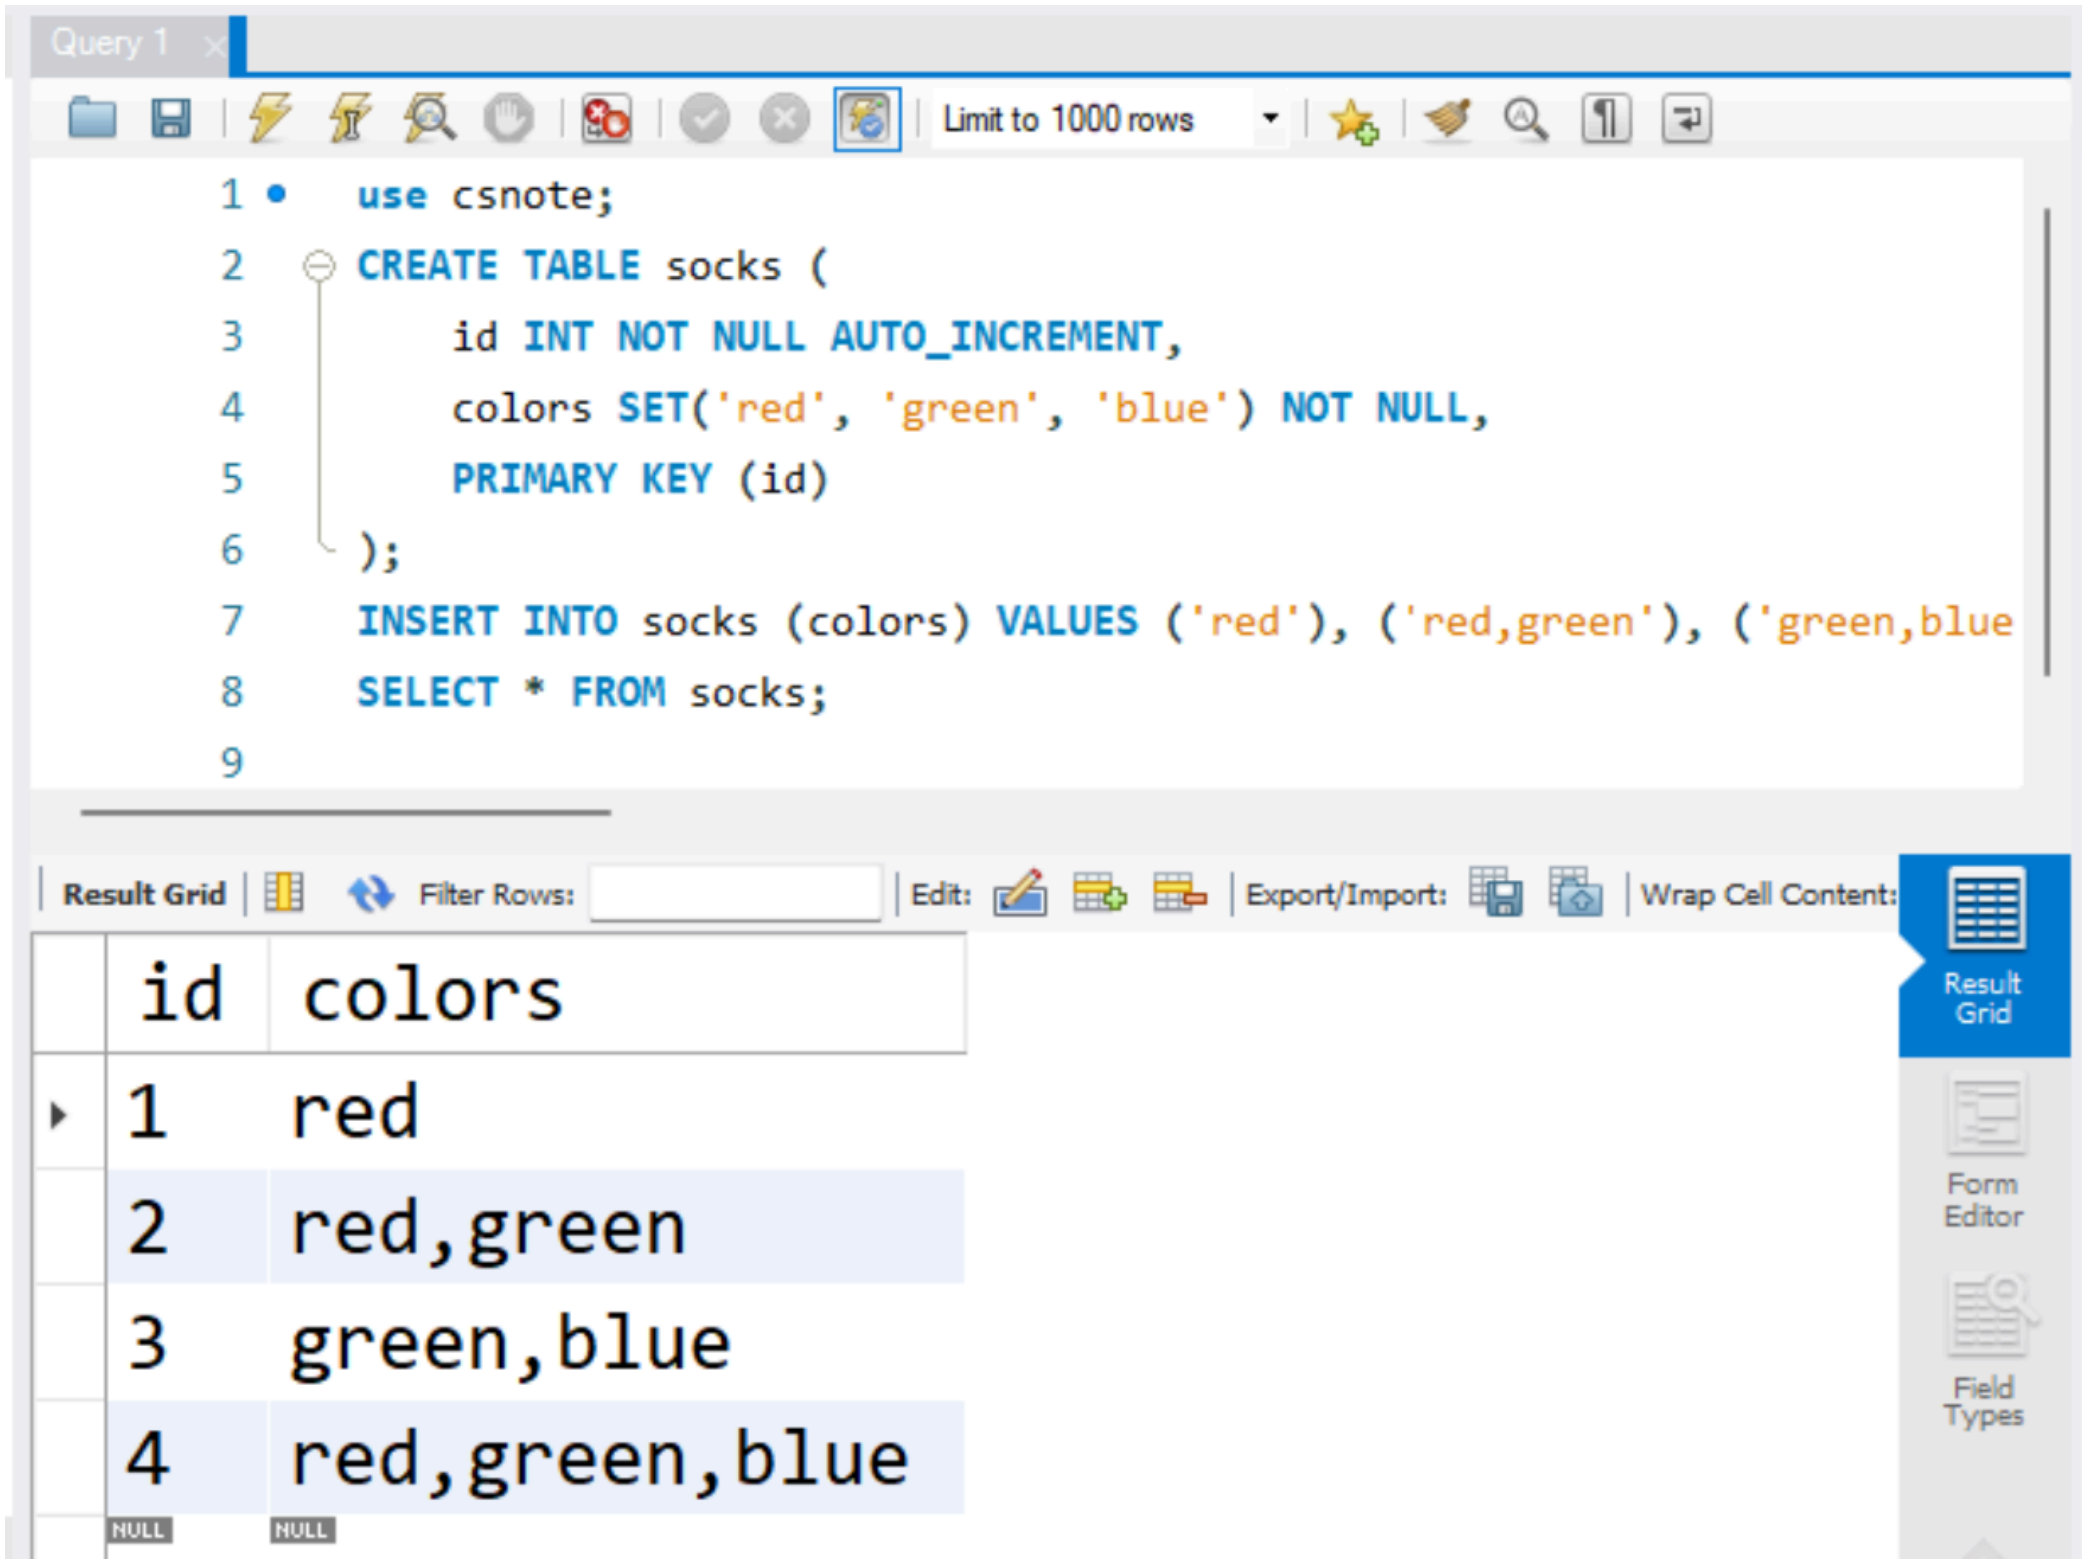 Query 1
Limit to 1000 rows
1 use csnote;
2 CREATE TABLE socks (
3 id INT NOT NULL AUTO_INCREMENT,
4 colors SET('red', 'green', 'blue') NOT NULL,
5 PRIMARY KEY (id)
6 );
7 INSERT INTO socks (colors) VALUES ('red'), ('red,green'), ('green,blue
8 SELECT * FROM socks;
9
Result Grid Filter Rows: Edit: Export/Import: Wrap Cell Content:
id colors
1 red
2 red,green
3 green,blue
4 red,green,blue
NULL NULL
Result
Grid
Form
Editor
Field
Types